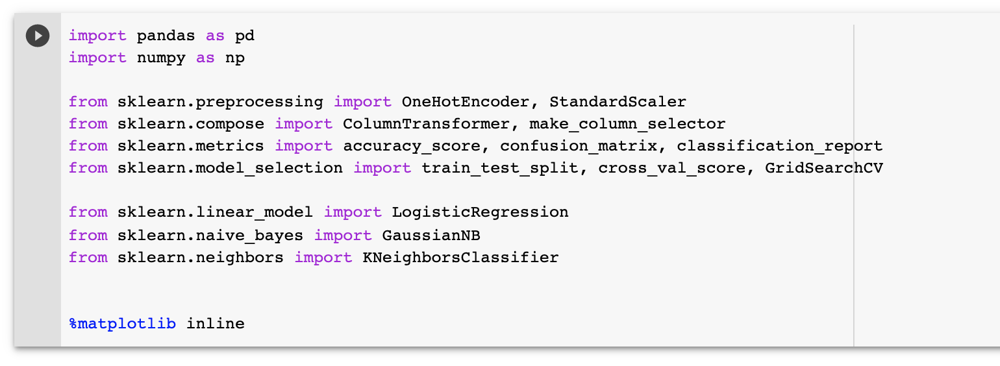 import pandas as pd
import numpy as np
from sklearn.preprocessing import OneHotEncoder, StandardScaler
from sklearn.compose import ColumnTransformer, make_column_selector
from sklearn.metrics import accuracy_score, confusion_matrix, classification_report
from sklearn.model_selection import train_test_split, cross_val_score, GridSearchCV
from sklearn.linear_model import LogisticRegression
from sklearn.naive_bayes import GaussianNB
from sklearn.neighbors import KNeighborsClassifier
%matplotlib inline